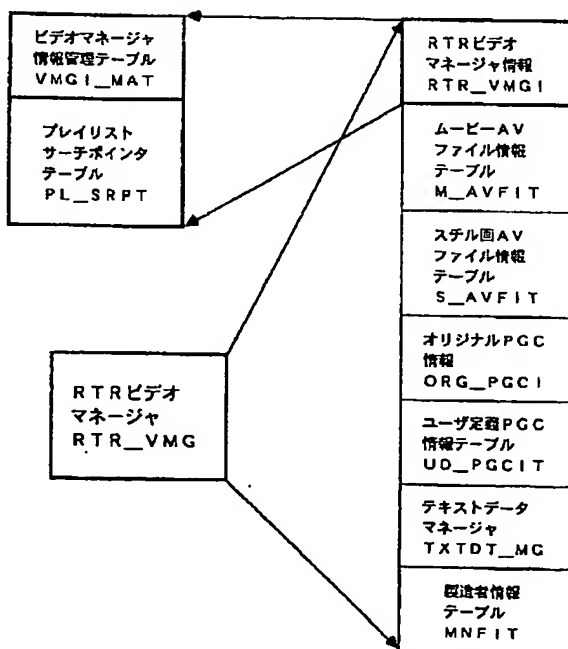 ビデオマネージャ
情報管理テーブル
VMGI_MAT
プレイリスト
サーチポインタ
テーブル
PL_SRPT
RTRビデオ
マネージャ
RTR_VMG
RTRビデオ
マネージャ情報
RTR_VMGI
ムービーAV
ファイル情報
テーブル
M_AVFIT
スチル画AV
ファイル情報
テーブル
S_AVFIT
オリジナルPGC
情報
ORG_PGCI
ユーザ定義PGC
情報テーブル
UD_PGCIT
テキストデータ
マネージャ
TXTDT_MG
製造者情報
テーブル
MNFIT